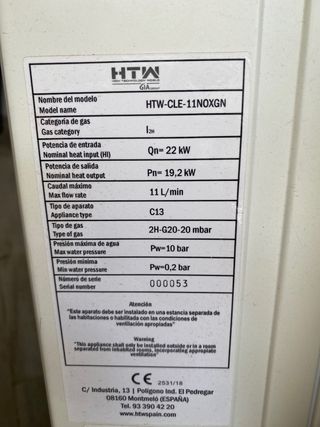 HTW
GIA GROUP
Nombre del modelo
Model name
HTW-CLE-11NOXGN
Categoría de gas
Gas category
I2H
Potencia de entrada
Nominal heat input (HI)
Qn= 22 kW
Potencia de salida
Nominal heat output
Pn= 19,2 kW
Caudal máximo
Max flow rate
11 L/min
Tipo de aparato
Appliance type
C13
Tipo de gas
Type of gas
2H-G20-20 mbar
Presión máxima de agua
Max water pressure
Pw=10 bar
Presión mínima
Min water pressure
Pw=0,2 bar
Número de serie
Serial number
000053
Atención
"Este aparato debe ser instalado en una estancia separada de
las habitaciones o habilitada con las condiciones de
ventilación apropiadas"
Warning
"This appliance shall only be installed outside or in a room
separated from inhabited rooms, incorporating appropriate
ventilation"
CE 2531/18
C/ Industria, 13 | Polígono Ind. El Pedregar
08160 Montmeló (ESPAÑA)
Tel. 93 390 42 20
www.htwspain.com